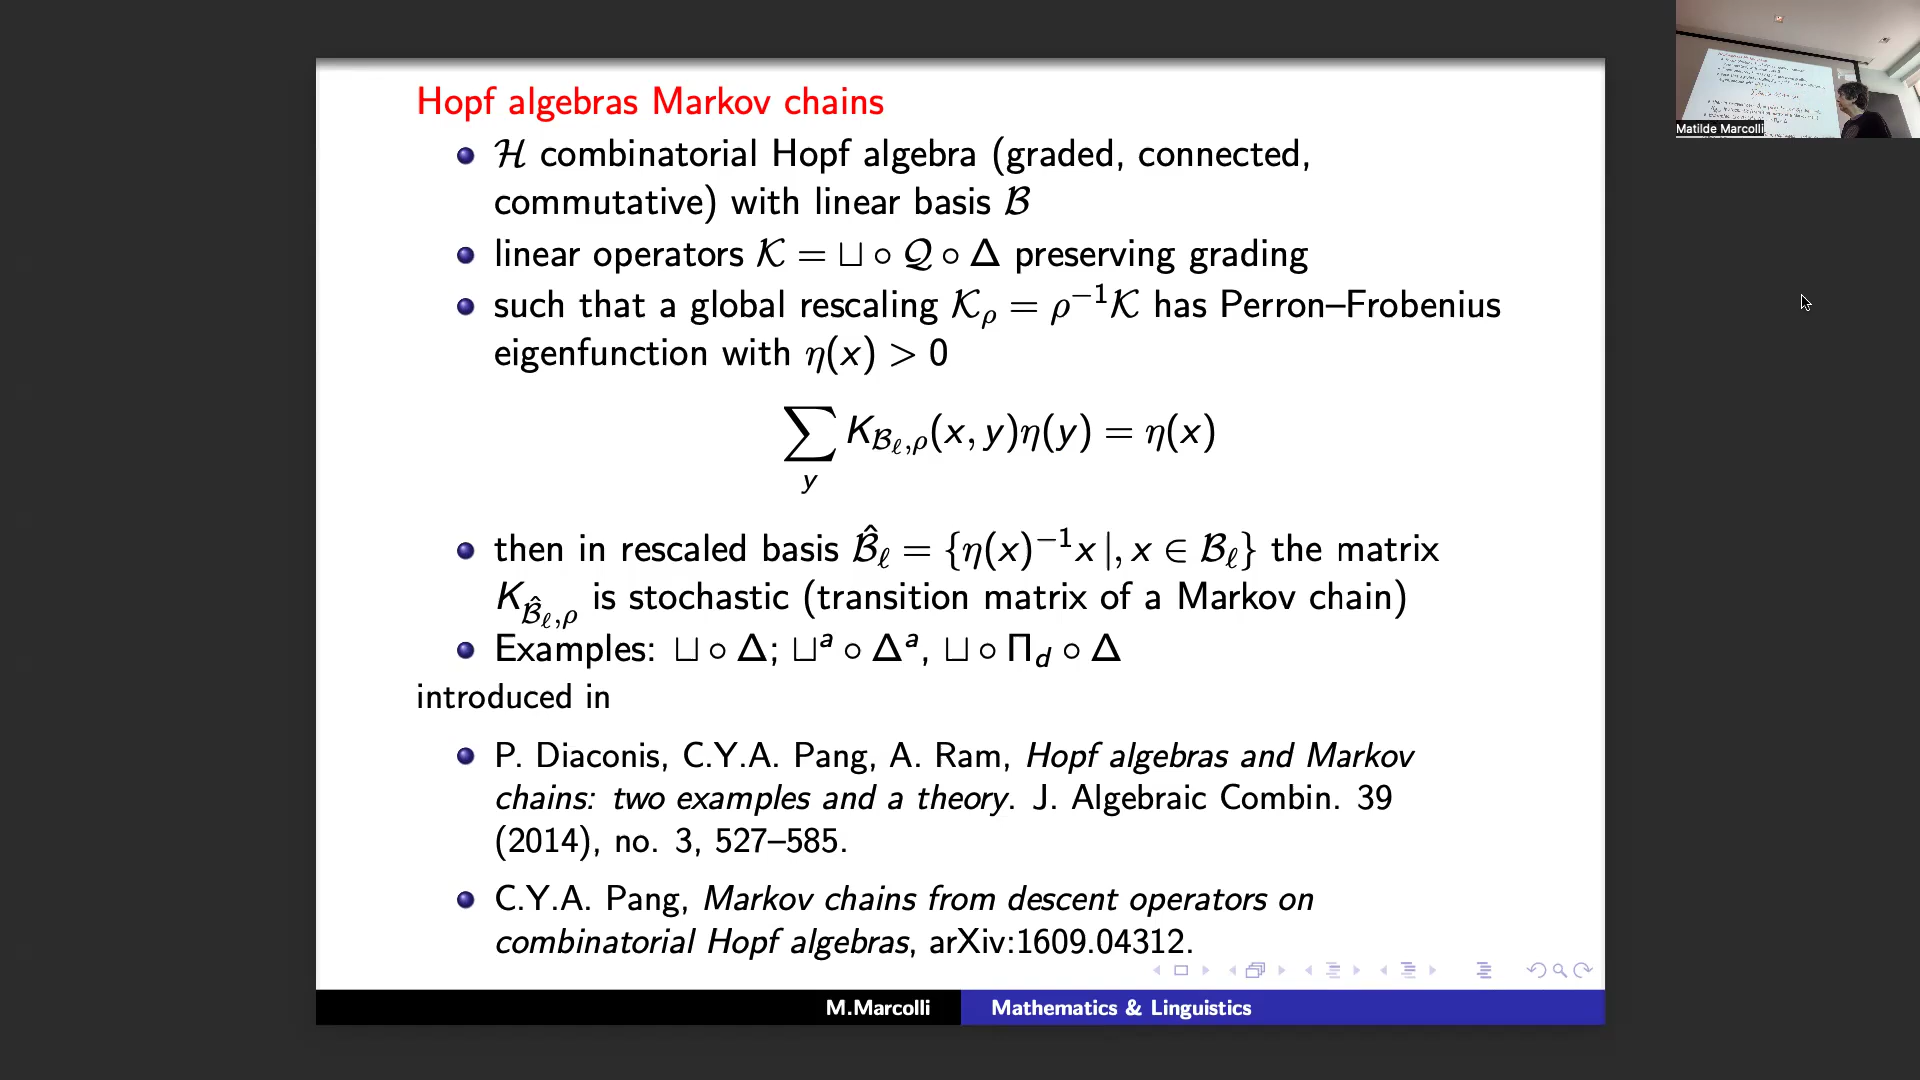 Hopf algebras Markov chains
• ℋ combinatorial Hopf algebra (graded, connected,
commutative) with linear basis ℬ
• linear operators 𝒦 = ⊔ ∘ 𝒬 ∘ Δ preserving grading
• such that a global rescaling 𝒦_ρ = ρ⁻¹𝒦 has Perron–Frobenius
eigenfunction with η(x) > 0
∑_y K_{ℬ_ℓ,ρ}(x, y)η(y) = η(x)
• then in rescaled basis ℬ̂_ℓ = {η(x)⁻¹x |, x ∈ ℬ_ℓ} the matrix
K_{ℬ̂_ℓ,ρ} is stochastic (transition matrix of a Markov chain)
• Examples: ⊔ ∘ Δ; ⊔ᵃ ∘ Δᵃ, ⊔ ∘ Π_d ∘ Δ
introduced in
• P. Diaconis, C.Y.A. Pang, A. Ram, Hopf algebras and Markov
chains: two examples and a theory. J. Algebraic Combin. 39
(2014), no. 3, 527–585.
• C.Y.A. Pang, Markov chains from descent operators on
combinatorial Hopf algebras, arXiv:1609.04312.
M.Marcolli Mathematics & Linguistics
Matilde Marcolli